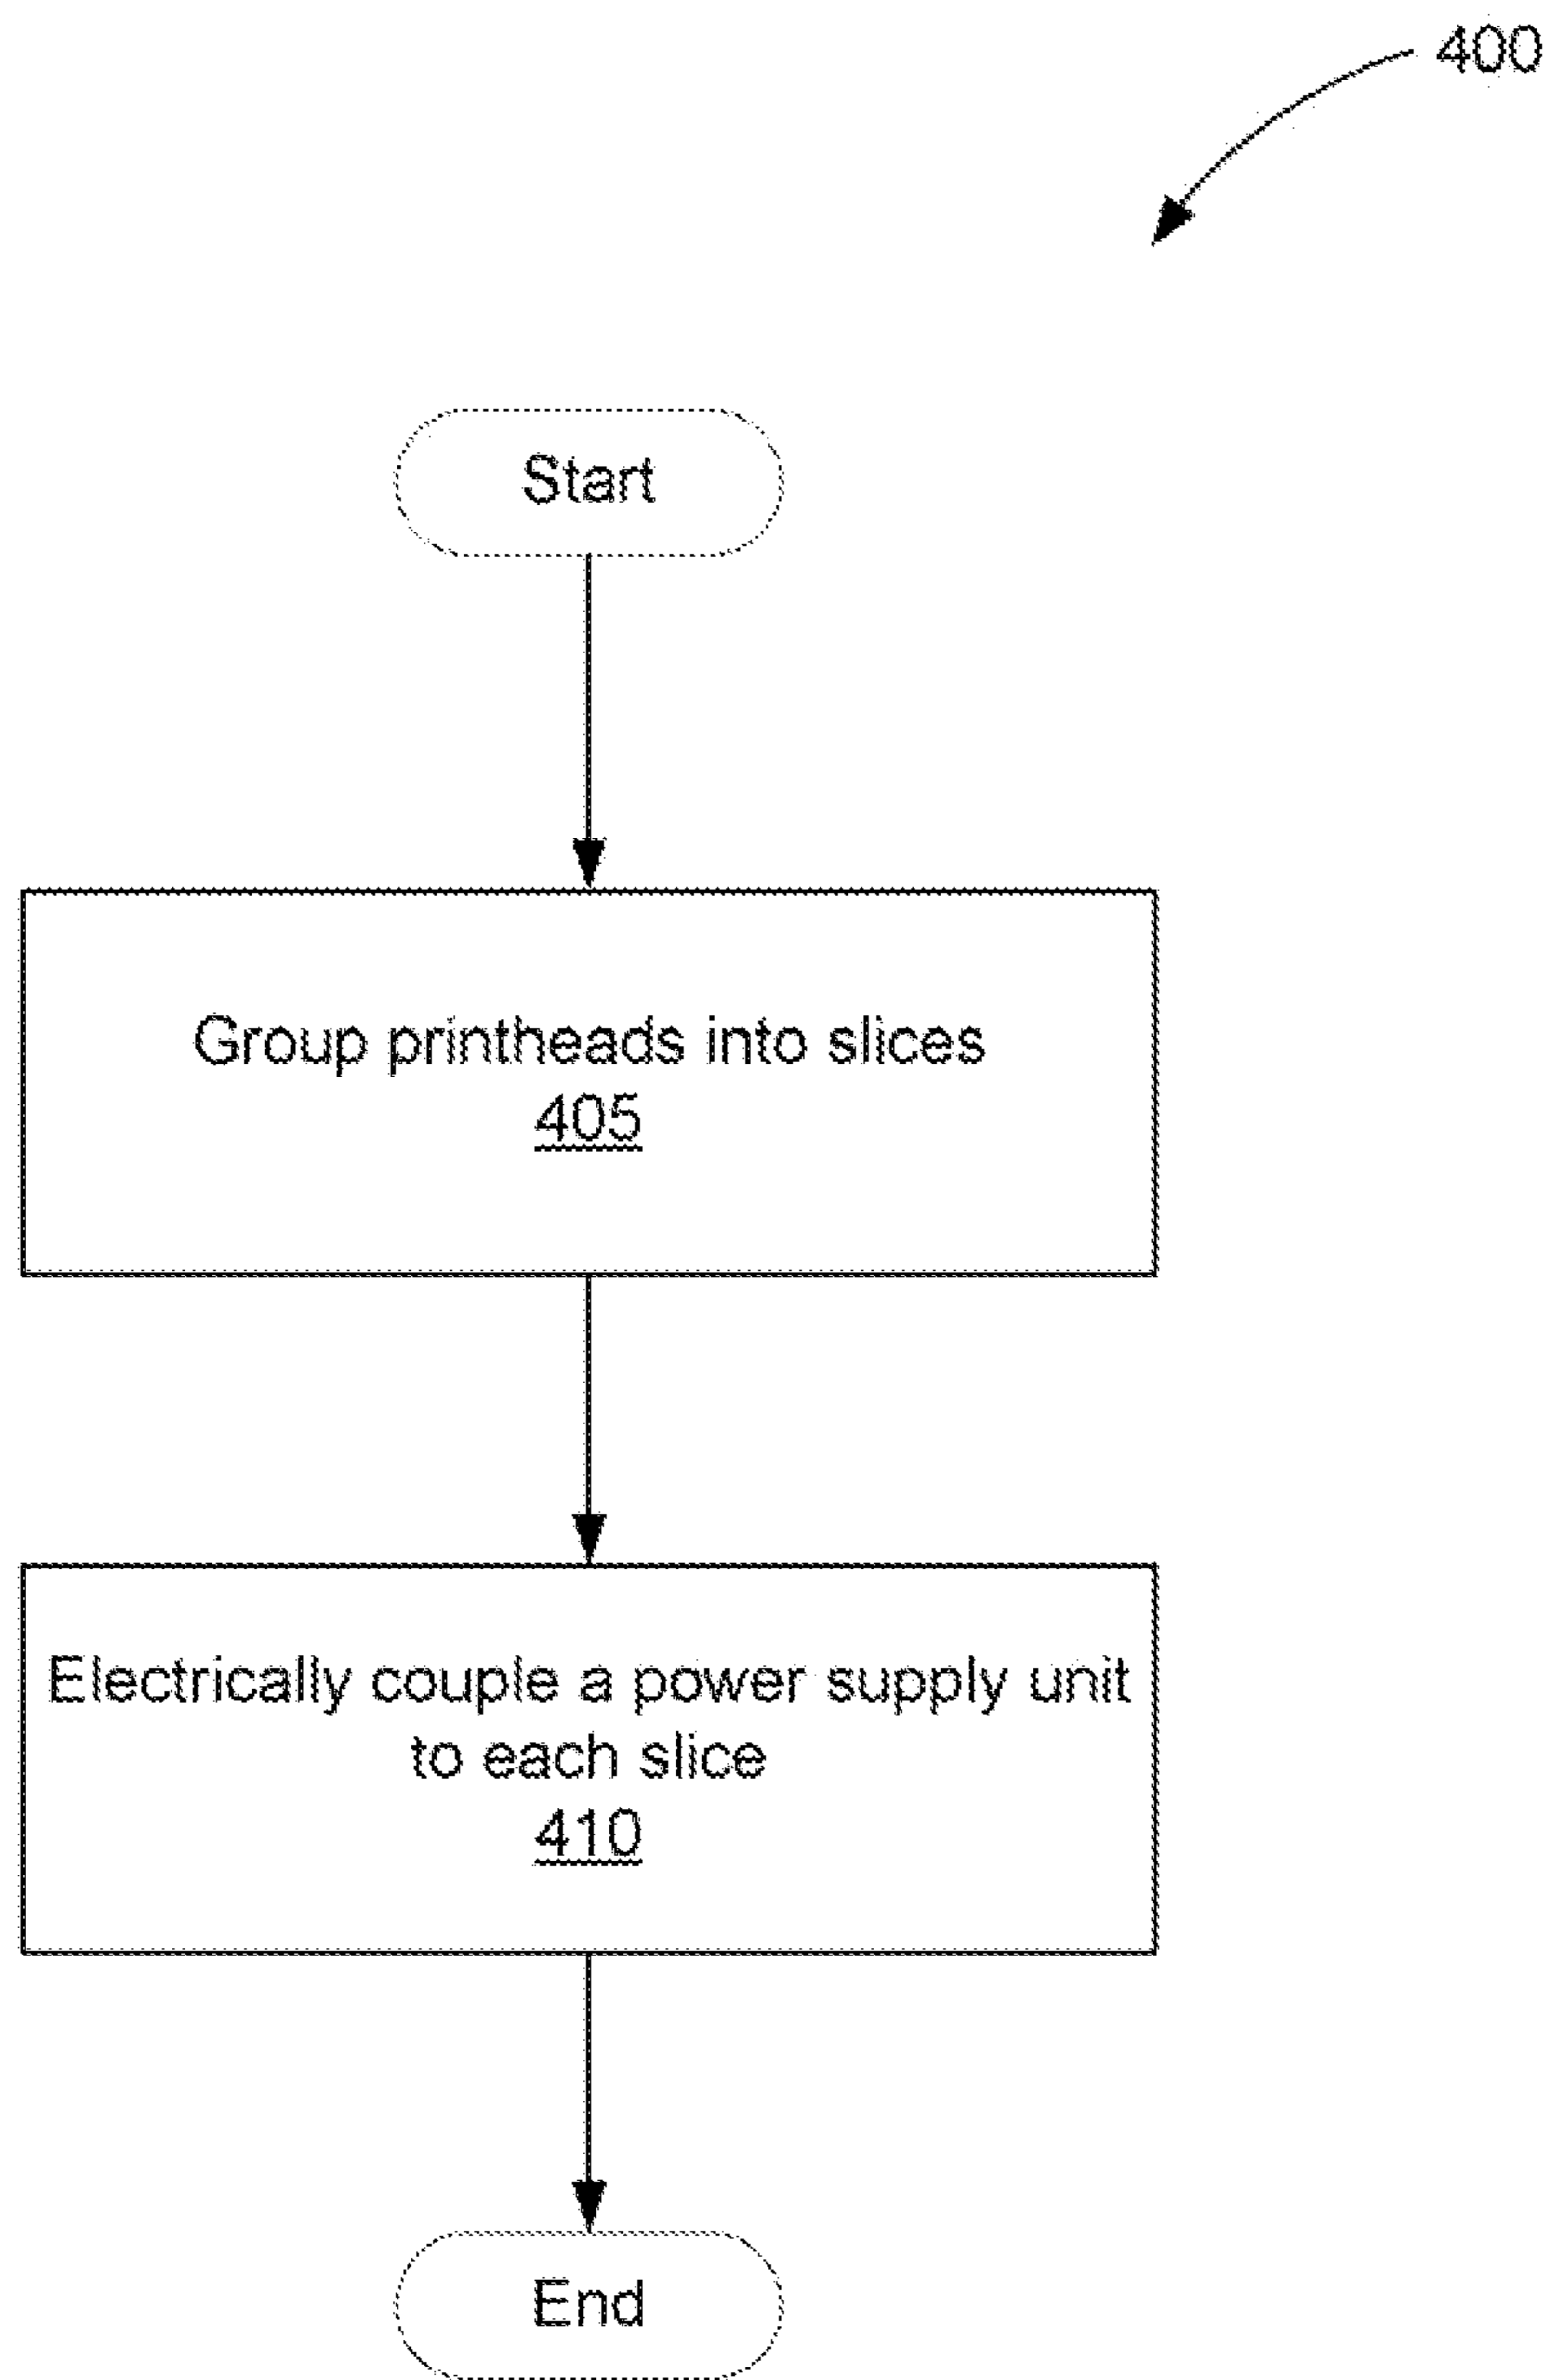 400
Start
Group printheads into slices
405
Electrically couple a power supply unit
to each slice
410
End